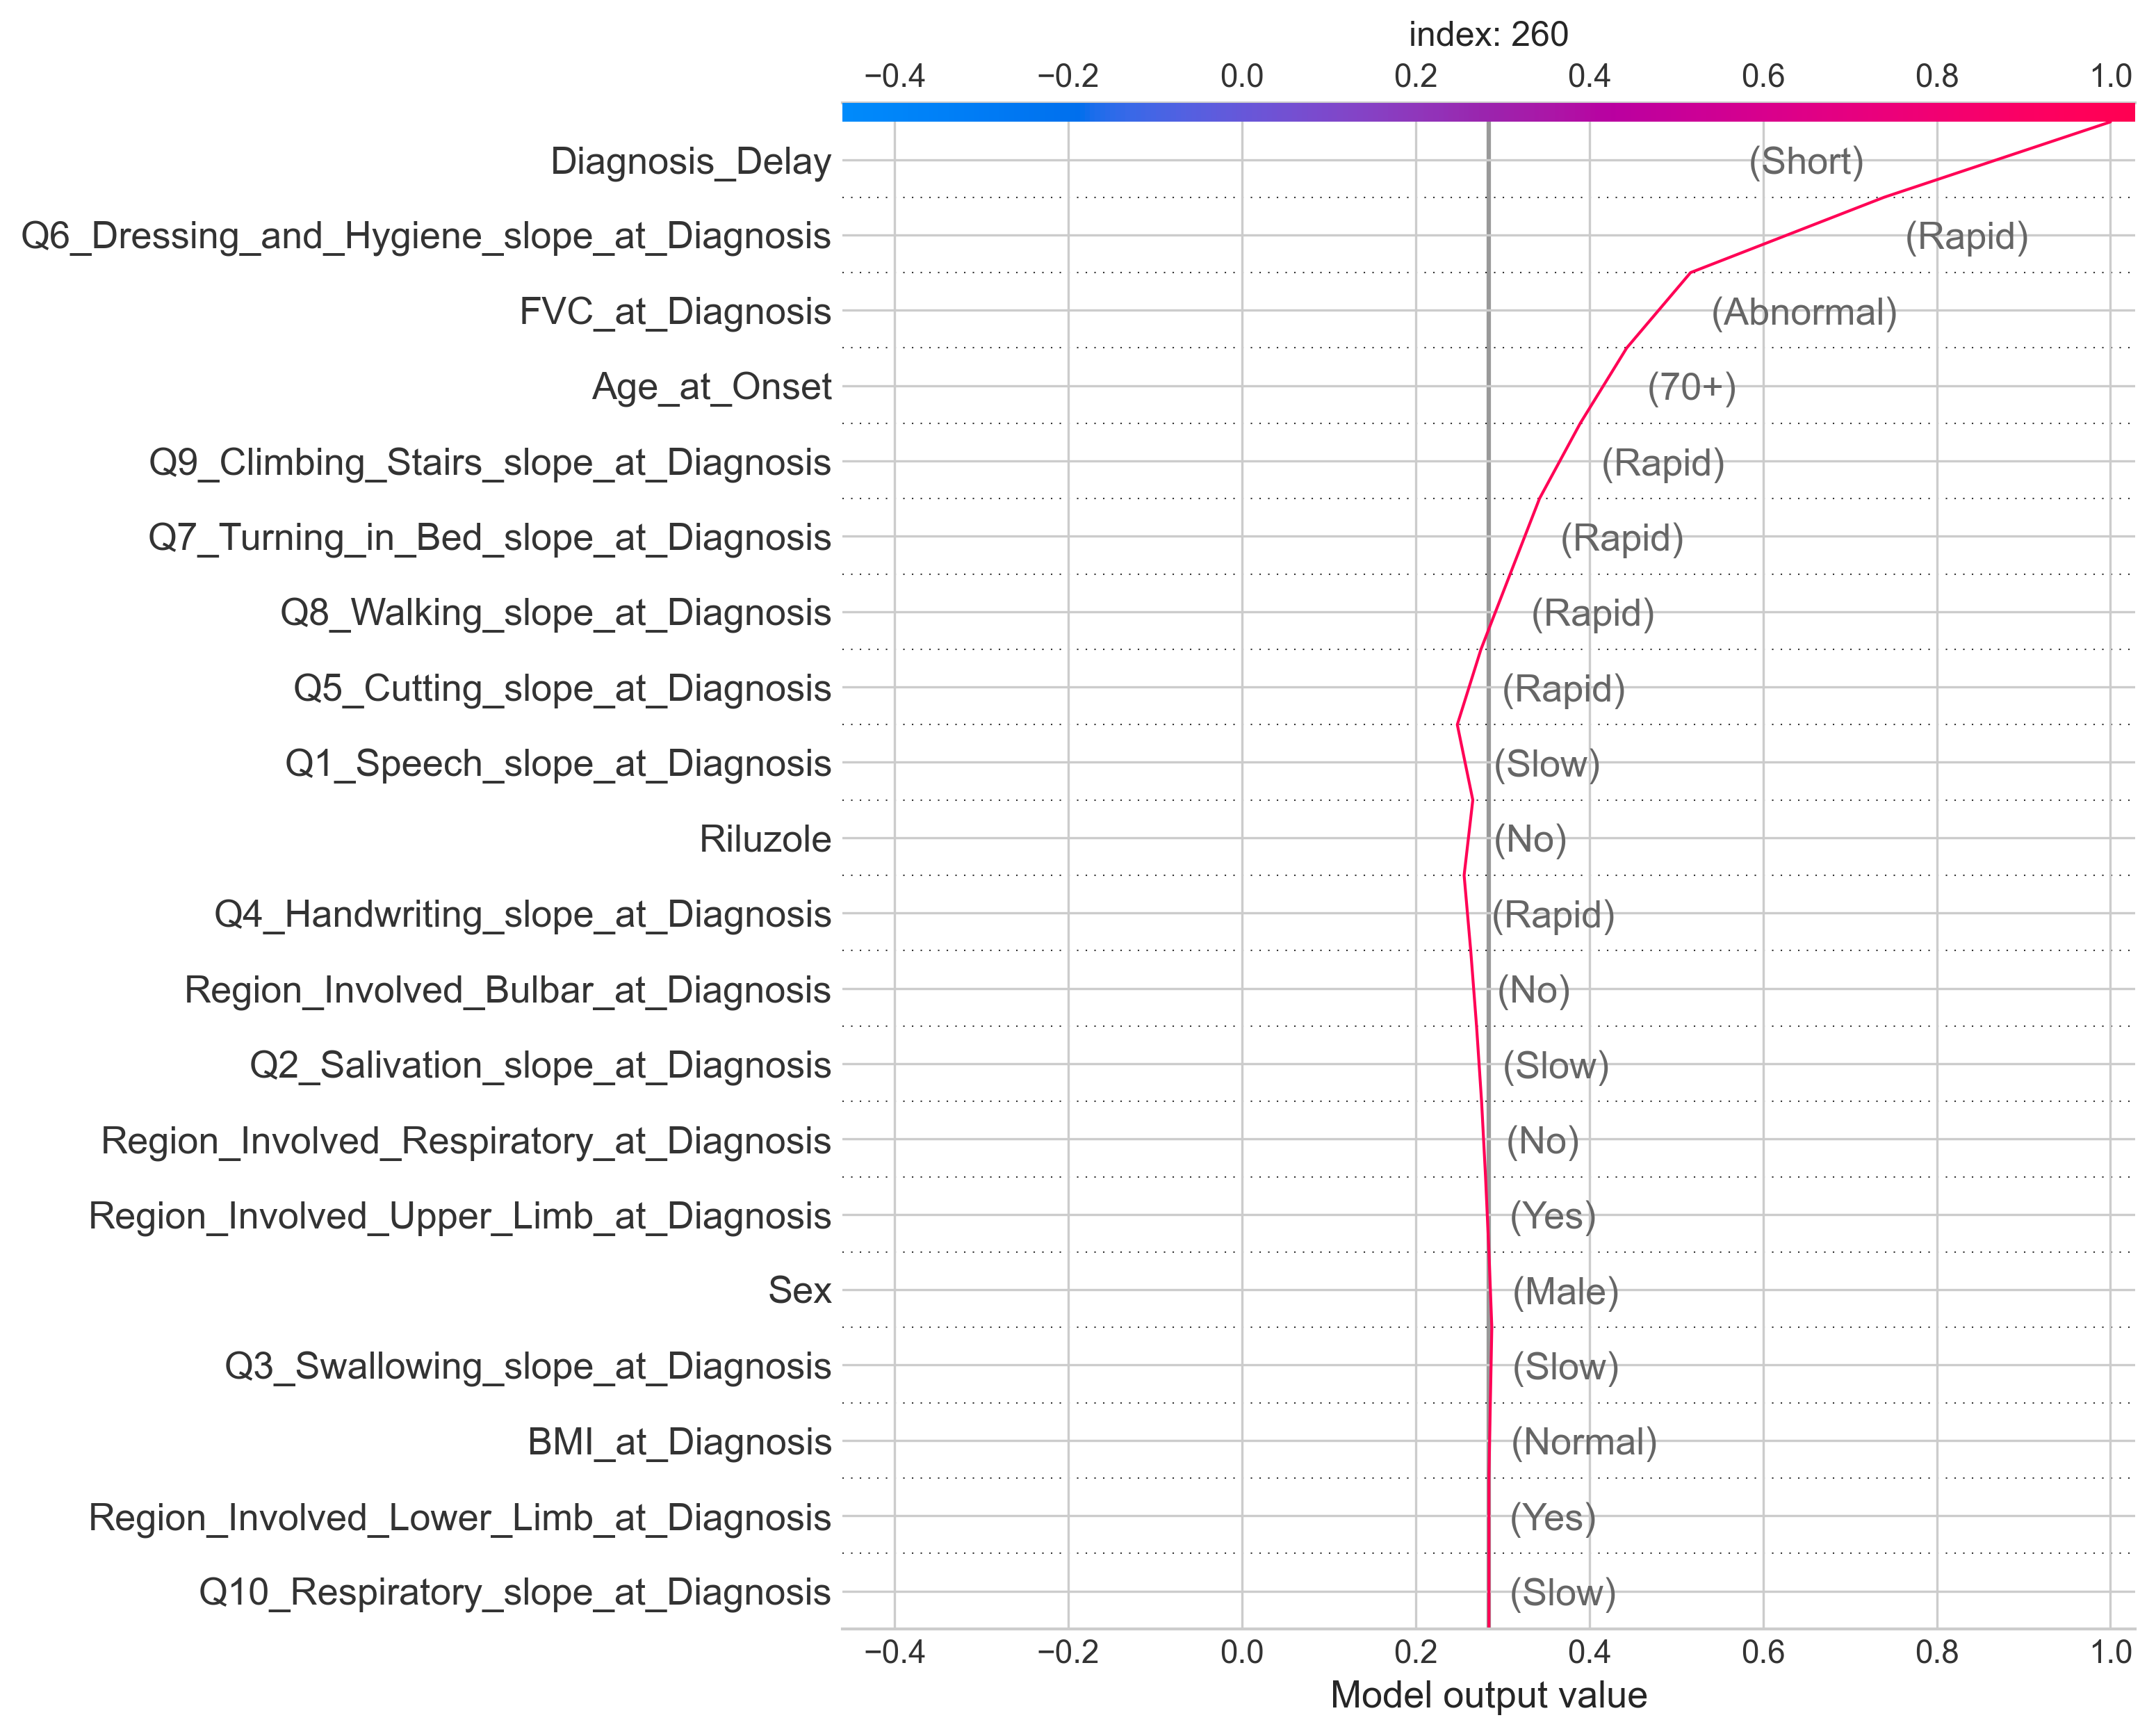 index: 260
−0.4 −0.2 0.0 0.2 0.4 0.6 0.8 1.0
Diagnosis_Delay (Short)
Q6_Dressing_and_Hygiene_slope_at_Diagnosis (Rapid)
FVC_at_Diagnosis (Abnormal)
Age_at_Onset (70+)
Q9_Climbing_Stairs_slope_at_Diagnosis (Rapid)
Q7_Turning_in_Bed_slope_at_Diagnosis (Rapid)
Q8_Walking_slope_at_Diagnosis (Rapid)
Q5_Cutting_slope_at_Diagnosis (Rapid)
Q1_Speech_slope_at_Diagnosis (Slow)
Riluzole (No)
Q4_Handwriting_slope_at_Diagnosis (Rapid)
Region_Involved_Bulbar_at_Diagnosis (No)
Q2_Salivation_slope_at_Diagnosis (Slow)
Region_Involved_Respiratory_at_Diagnosis (No)
Region_Involved_Upper_Limb_at_Diagnosis (Yes)
Sex (Male)
Q3_Swallowing_slope_at_Diagnosis (Slow)
BMI_at_Diagnosis (Normal)
Region_Involved_Lower_Limb_at_Diagnosis (Yes)
Q10_Respiratory_slope_at_Diagnosis (Slow)
−0.4 −0.2 0.0 0.2 0.4 0.6 0.8 1.0
Model output value